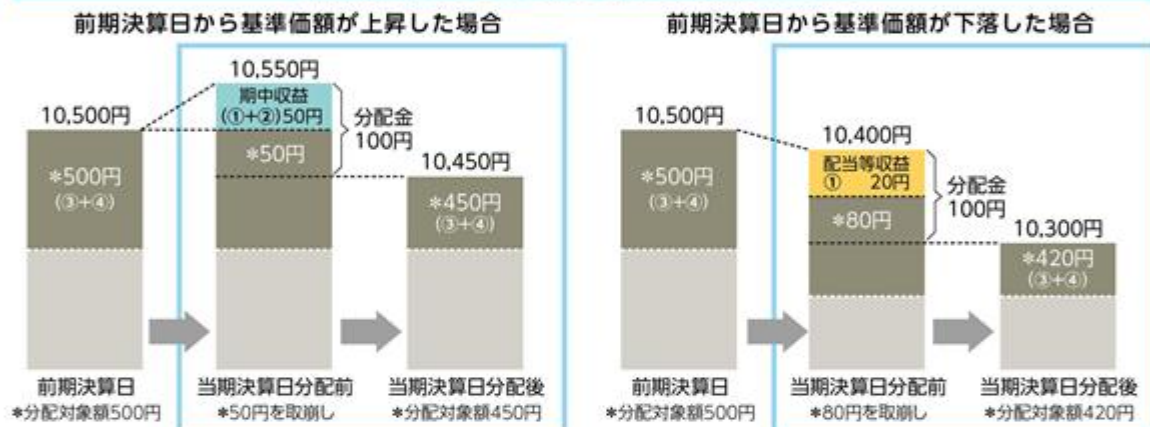 前期決算日から基準価額が上昇した場合
10,550円
期中収益
(①+②)50円
分配金
100円
10,500円
*500円
(③+④)
*50円
10,450円
*450円
(③+④)
前期決算日
*分配対象額500円
当期決算日分配前
*50円を取崩し
当期決算日分配後
*分配対象額450円
前期決算日から基準価額が下落した場合
10,500円
*500円
(③+④)
10,400円
配当等収益
① 20円
分配金
100円
*80円
10,300円
*420円
(③+④)
前期決算日
*分配対象額500円
当期決算日分配前
*80円を取崩し
当期決算日分配後
*分配対象額420円